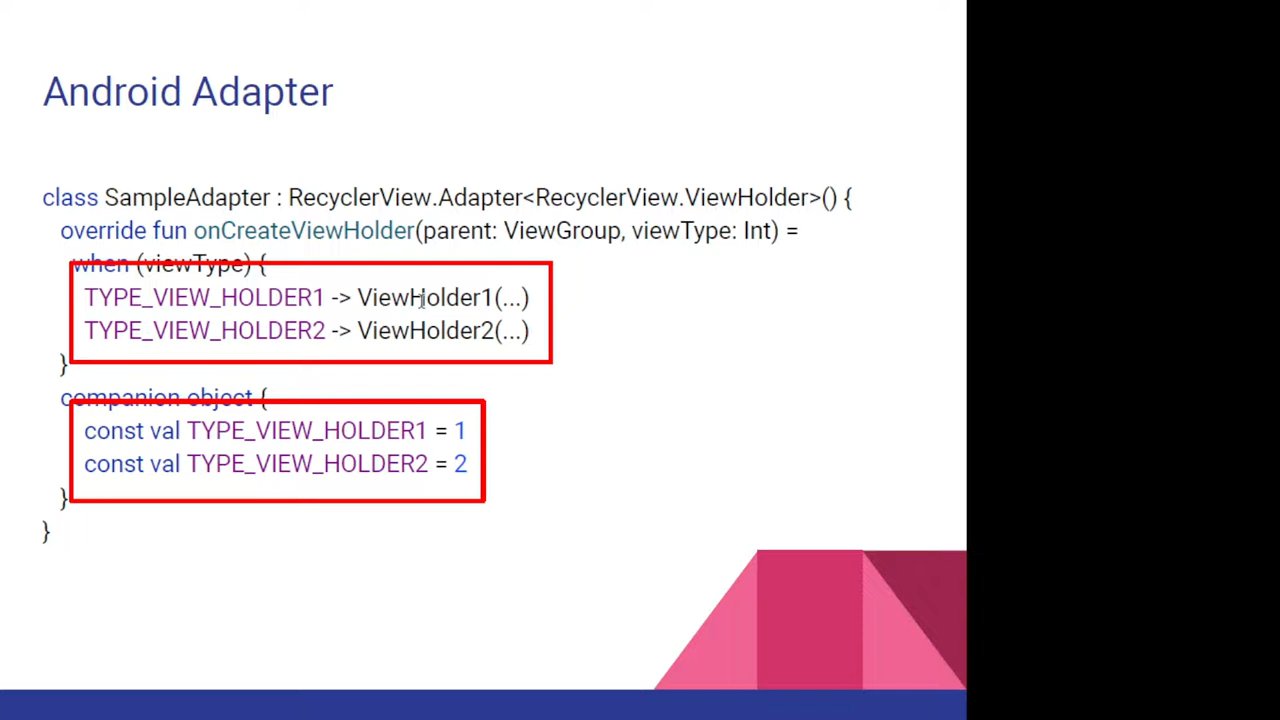 Android Adapter
class SampleAdapter : RecyclerView.Adapter<RecyclerView.ViewHolder>() {
override fun onCreateViewHolder(parent: ViewGroup, viewType: Int) =
when (viewType) {
TYPE_VIEW_HOLDER1 -> ViewHolder1(...)
TYPE_VIEW_HOLDER2 -> ViewHolder2(...)
}
companion object {
const val TYPE_VIEW_HOLDER1 = 1
const val TYPE_VIEW_HOLDER2 = 2
}
}